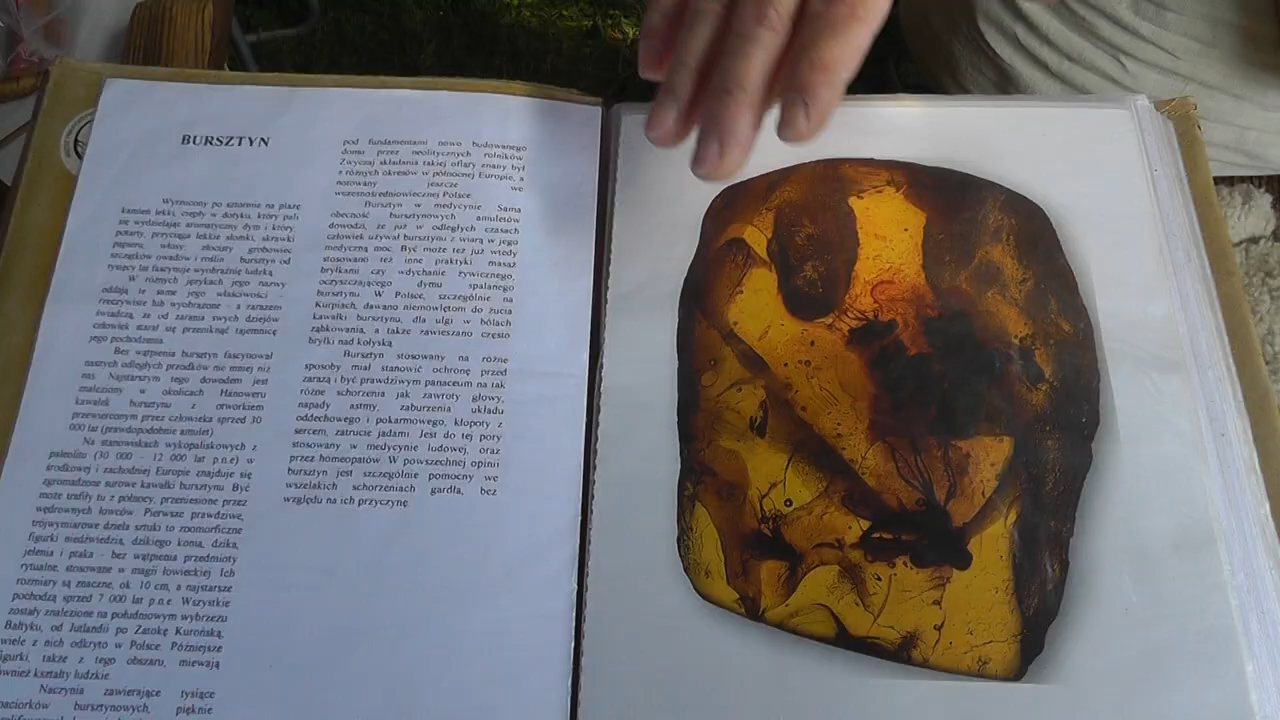 BURSZTYN
Wyrzucony po sztormie na plażę
kamień lekki, ciepły w dotyku, który pali
się wydzielając aromatyczny dym i który,
potarty, przyciąga lekkie słomki, skrawki
papieru, włosy; złocisty grobowiec
szczątków owadów i roślin bursztyn od
tysięcy lat fascynuje wyobraźnię ludzką.
W różnych językach jego nazwy
oddają te same jego właściwości -
rzeczywiste lub wyobrażone - a zarazem
świadczą, że od zarania swych dziejów
człowiek starał się przeniknąć tajemnicę
jego pochodzenia.
Bez wątpienia bursztyn fascynował
naszych odległych przodków nie mniej niż
nas. Najstarszym tego dowodem jest
znaleziony w okolicach Hanoweru
kawałek bursztynu z otworkiem
przewierconym przez człowieka sprzed 30
000 lat (prawdopodobnie amulet).
Na stanowiskach wykopaliskowych z
paleolitu (30 000 - 12 000 lat p.n.e) w
środkowej i zachodniej Europie znajduje się
zgromadzone surowe kawałki bursztynu. Być
może trafiły tu z północy, przeniesione przez
wędrownych łowców. Pierwsze prawdziwe,
trójwymiarowe dzieła sztuki to zoomorficzne
figurki niedźwiedzia, dzikiego konia, dzika,
jelenia i ptaka - bez wątpienia przedmioty
rytualne, stosowane w magii łowieckiej. Ich
rozmiary są znaczne, ok. 10 cm, a najstarsze
pochodzą sprzed 7 000 lat p.n.e. Wszystkie
zostały znalezione na południowym wybrzeżu
Bałtyku, od Jutlandii po Zatokę Kurońską,
wiele z nich odkryto w Polsce. Późniejsze
figurki, także z tego obszaru, miewają
ównież kształty ludzkie.
Naczynia zawierające tysiące
paciorków bursztynowych, pięknie
pod fundamentami nowo budowanego
domu przez neolitycznych rolników.
Zwyczaj składania takiej ofiary znany był
z różnych okresów w północnej Europie, a
notowany jeszcze we
wczesnośredniowiecznej Polsce.
Bursztyn w medycynie. Sama
obecność bursztynowych amuletów
dowodzi, że już w odległych czasach
człowiek używał bursztynu z wiarą w jego
medyczną moc. Być może też już wtedy
stosowano też inne praktyki masaż
bryłkami czy wdychanie żywicznego,
oczyszczającego dymu spalanego
bursztynu. W Polsce, szczególnie na
Kurpiach, dawano niemowlętom do żucia
kawałki bursztynu, dla ulgi w bólach
ząbkowania, a także zawieszano często
bryłki nad kołyską.
Bursztyn stosowany na różne
sposoby miał stanowić ochronę przed
zarazą i być prawdziwym panaceum na tak
różne schorzenia jak zawroty głowy,
napady astmy, zaburzenia układu
oddechowego i pokarmowego, kłopoty z
sercem, zatrucie jadami. Jest do tej pory
stosowany w medycynie ludowej, oraz
przez homeopatów. W powszechnej opinii
bursztyn jest szczególnie pomocny we
wszelakich schorzeniach gardła, bez
względu na ich przyczynę.